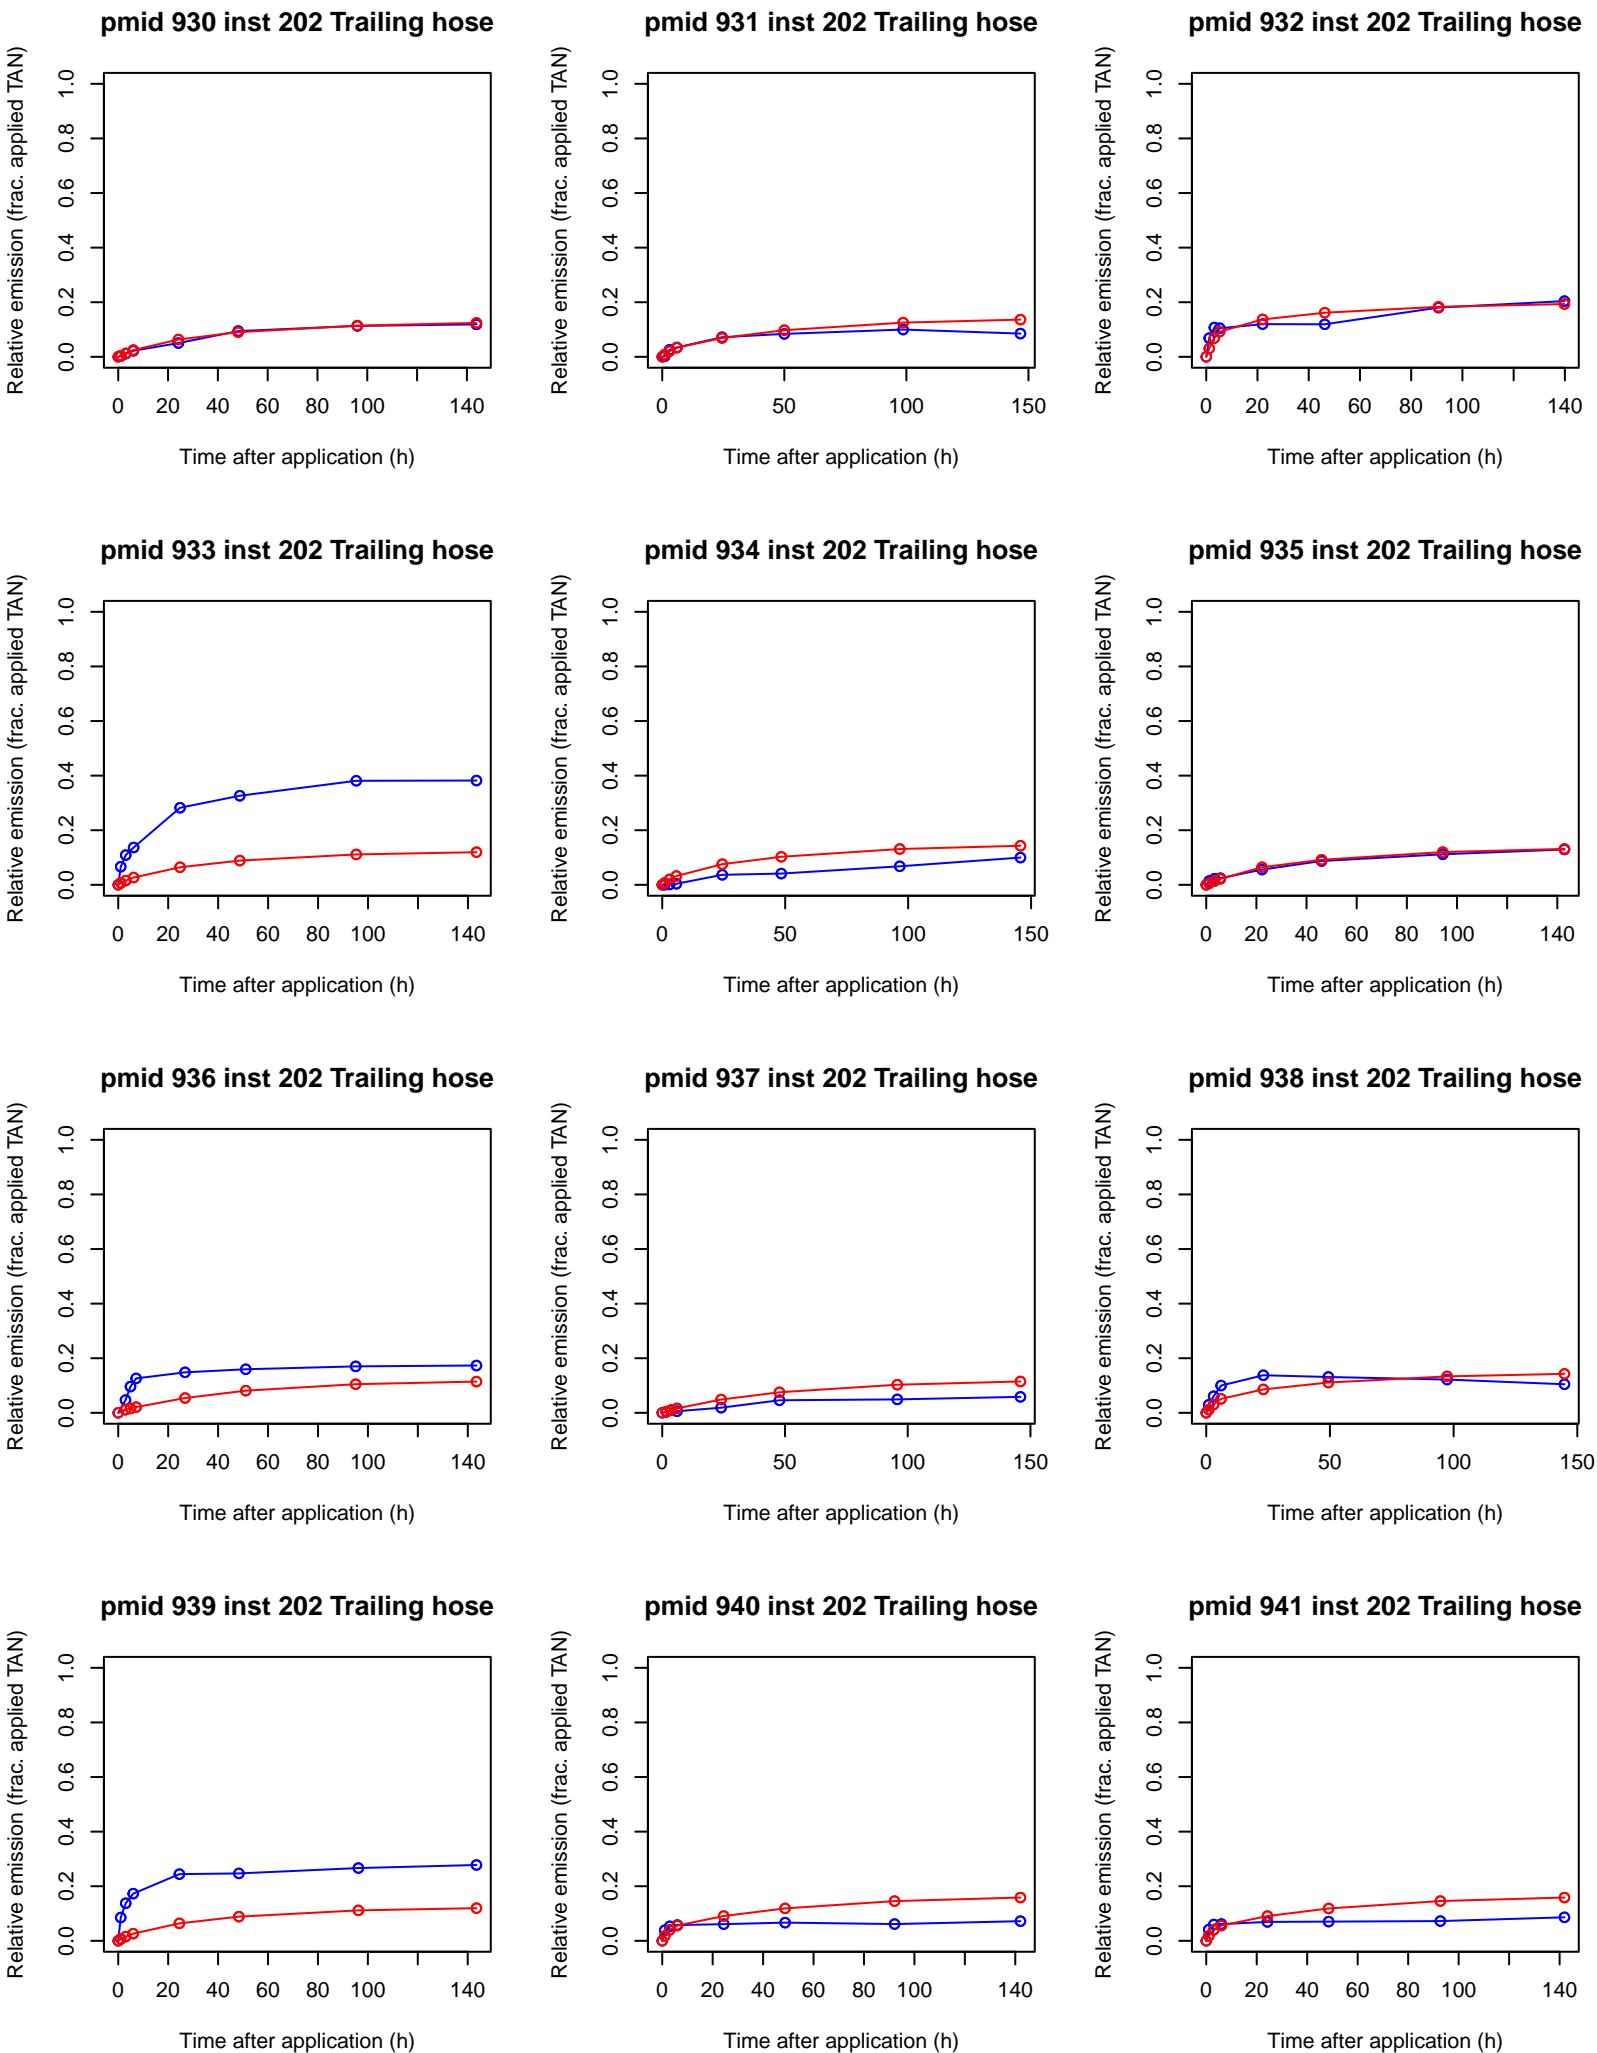 pmid 930 inst 202 Trailing hose
Relative emission (frac. applied TAN)
1.0
0.8
0.6
0.4
0.2
0.0
0 20 40 60 80 100 140
Time after application (h)
pmid 931 inst 202 Trailing hose
Relative emission (frac. applied TAN)
1.0
0.8
0.6
0.4
0.2
0.0
0 50 100 150
Time after application (h)
pmid 932 inst 202 Trailing hose
Relative emission (frac. applied TAN)
1.0
0.8
0.6
0.4
0.2
0.0
0 20 40 60 80 100 140
Time after application (h)
pmid 933 inst 202 Trailing hose
Relative emission (frac. applied TAN)
1.0
0.8
0.6
0.4
0.2
0.0
0 20 40 60 80 100 140
Time after application (h)
pmid 934 inst 202 Trailing hose
Relative emission (frac. applied TAN)
1.0
0.8
0.6
0.4
0.2
0.0
0 50 100 150
Time after application (h)
pmid 935 inst 202 Trailing hose
Relative emission (frac. applied TAN)
1.0
0.8
0.6
0.4
0.2
0.0
0 20 40 60 80 100 140
Time after application (h)
pmid 936 inst 202 Trailing hose
Relative emission (frac. applied TAN)
1.0
0.8
0.6
0.4
0.2
0.0
0 20 40 60 80 100 140
Time after application (h)
pmid 937 inst 202 Trailing hose
Relative emission (frac. applied TAN)
1.0
0.8
0.6
0.4
0.2
0.0
0 50 100 150
Time after application (h)
pmid 938 inst 202 Trailing hose
Relative emission (frac. applied TAN)
1.0
0.8
0.6
0.4
0.2
0.0
0 50 100 150
Time after application (h)
pmid 939 inst 202 Trailing hose
Relative emission (frac. applied TAN)
1.0
0.8
0.6
0.4
0.2
0.0
0 20 40 60 80 100 140
Time after application (h)
pmid 940 inst 202 Trailing hose
Relative emission (frac. applied TAN)
1.0
0.8
0.6
0.4
0.2
0.0
0 20 40 60 80 100 140
Time after application (h)
pmid 941 inst 202 Trailing hose
Relative emission (frac. applied TAN)
1.0
0.8
0.6
0.4
0.2
0.0
0 20 40 60 80 100 140
Time after application (h)